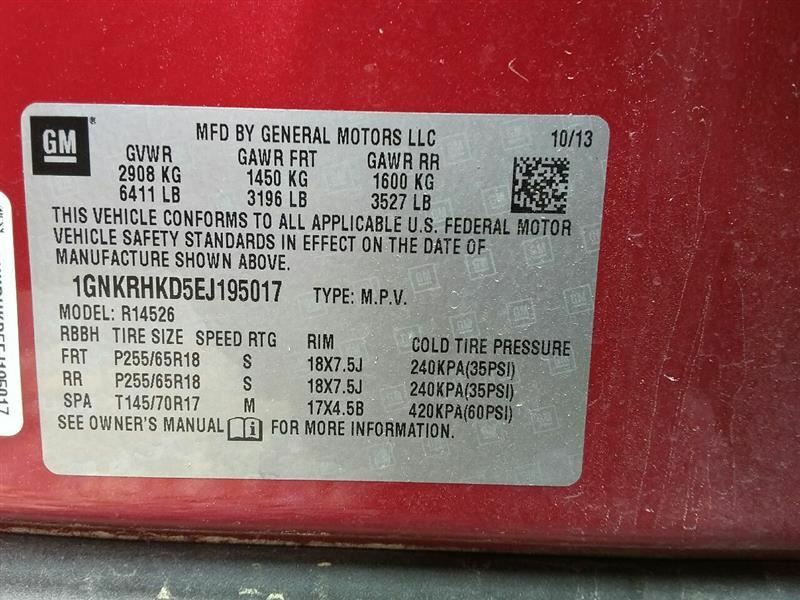 GM®
MFD BY GENERAL MOTORS LLC 10/13
GVWR GAWR FRT GAWR RR
2908 KG 1450 KG 1600 KG
6411 LB 3196 LB 3527 LB
THIS VEHICLE CONFORMS TO ALL APPLICABLE U.S. FEDERAL MOTOR
VEHICLE SAFETY STANDARDS IN EFFECT ON THE DATE OF
MANUFACTURE SHOWN ABOVE.
1GNKRHKD5EJ195017 TYPE: M.P.V.
MODEL: R14526
RBBH TIRE SIZE SPEED RTG RIM COLD TIRE PRESSURE
FRT P255/65R18 S 18X7.5J 240KPA(35PSI)
RR P255/65R18 S 18X7.5J 240KPA(35PSI)
SPA T145/70R17 M 17X4.5B 420KPA(60PSI)
SEE OWNER'S MANUAL FOR MORE INFORMATION.